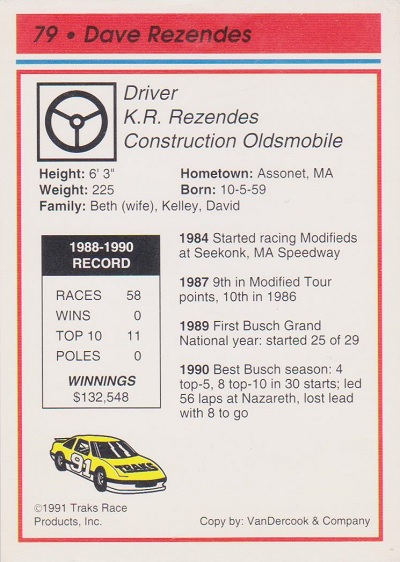 79 • Dave Rezendes
Driver
K.R. Rezendes
Construction Oldsmobile
Height: 6' 3"
Weight: 225
Hometown: Assonet, MA
Born: 10-5-59
Family: Beth (wife), Kelley, David
1988-1990
RECORD
RACES 58
WINS 0
TOP 10 11
POLES 0
WINNINGS
$132,548
1984 Started racing Modifieds
at Seekonk, MA Speedway
1987 9th in Modified Tour
points, 10th in 1986
1989 First Busch Grand
National year: started 25 of 29
1990 Best Busch season: 4
top-5, 8 top-10 in 30 starts; led
56 laps at Nazareth, lost lead
with 8 to go
TRAKS
91
©1991 Traks Race
Products, Inc.
Copy by: VanDercook & Company